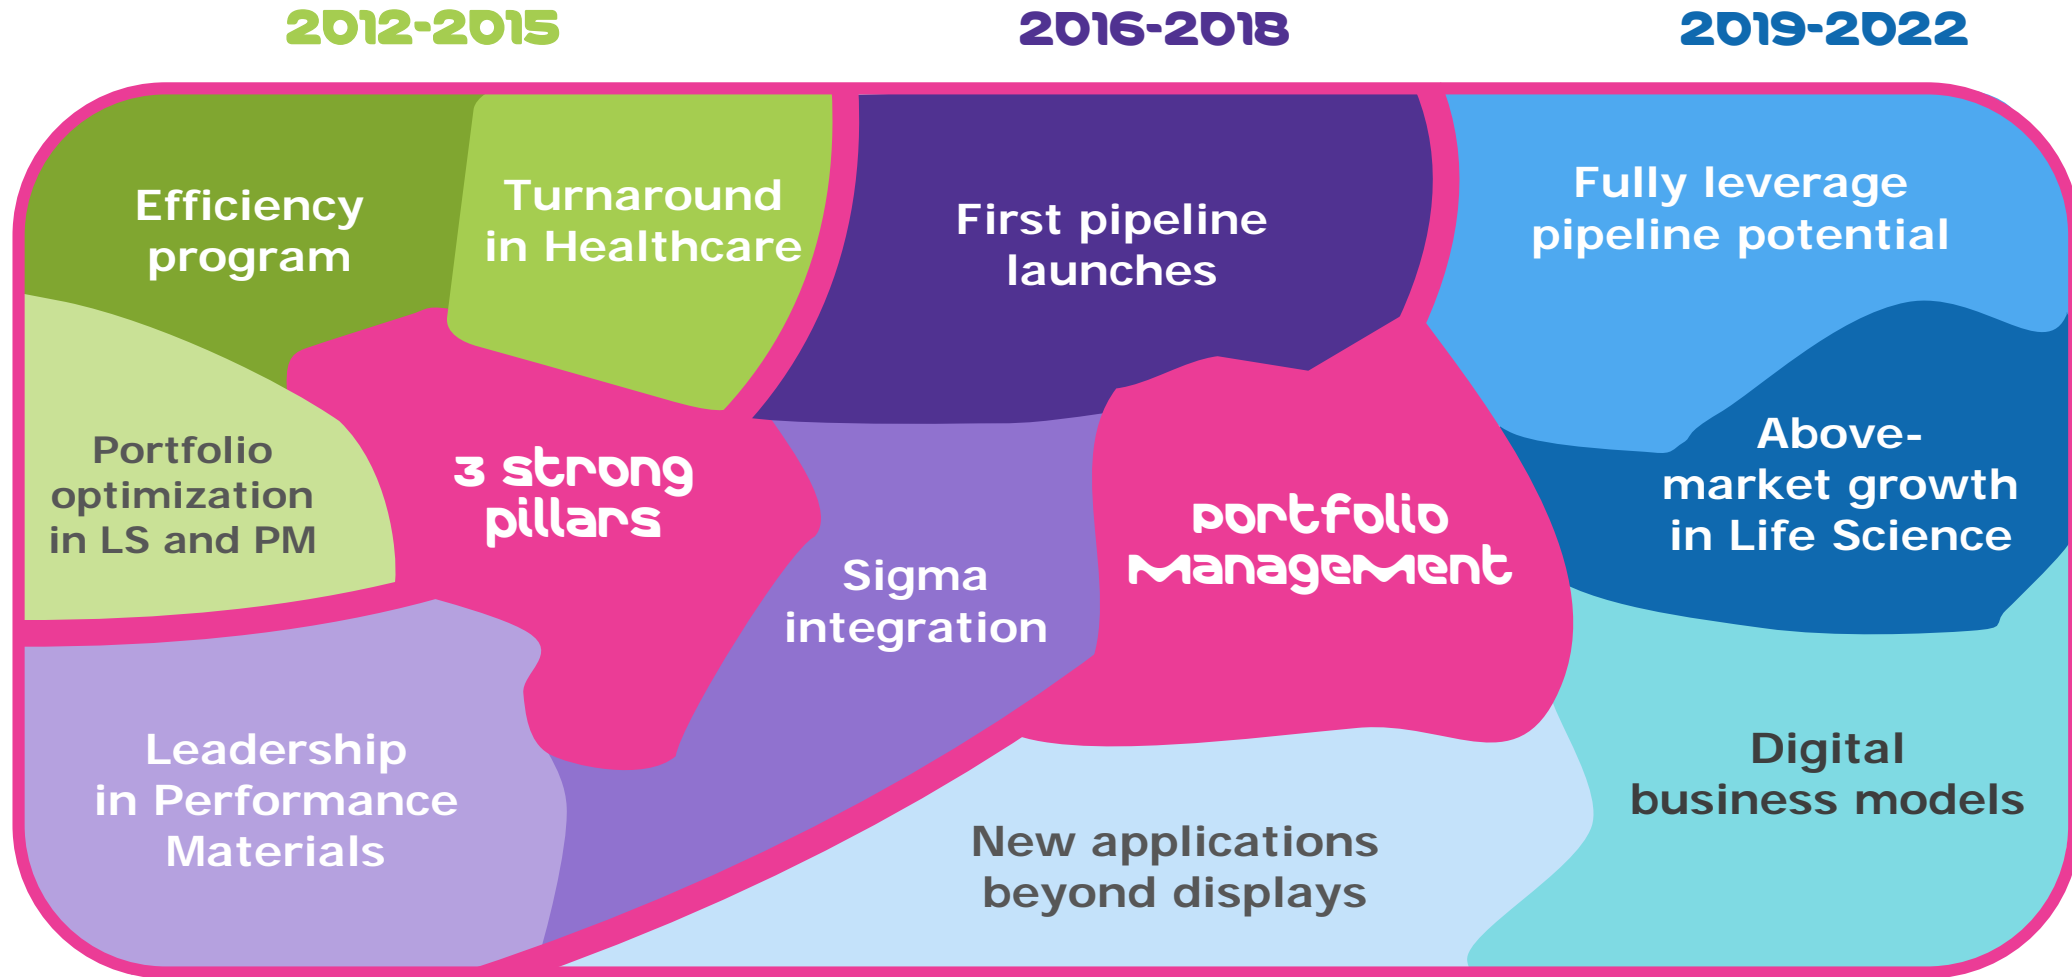 2012-2015
2016-2018
2019-2022
Efficiency
program
Turnaround
in Healthcare
First pipeline
launches
Fully leverage
pipeline potential
Portfolio
optimization
in LS and PM
3 strong
pillars
Sigma
integration
portfolio
management
Above-
market growth
in Life Science
Leadership
in Performance
Materials
New applications
beyond displays
Digital
business models